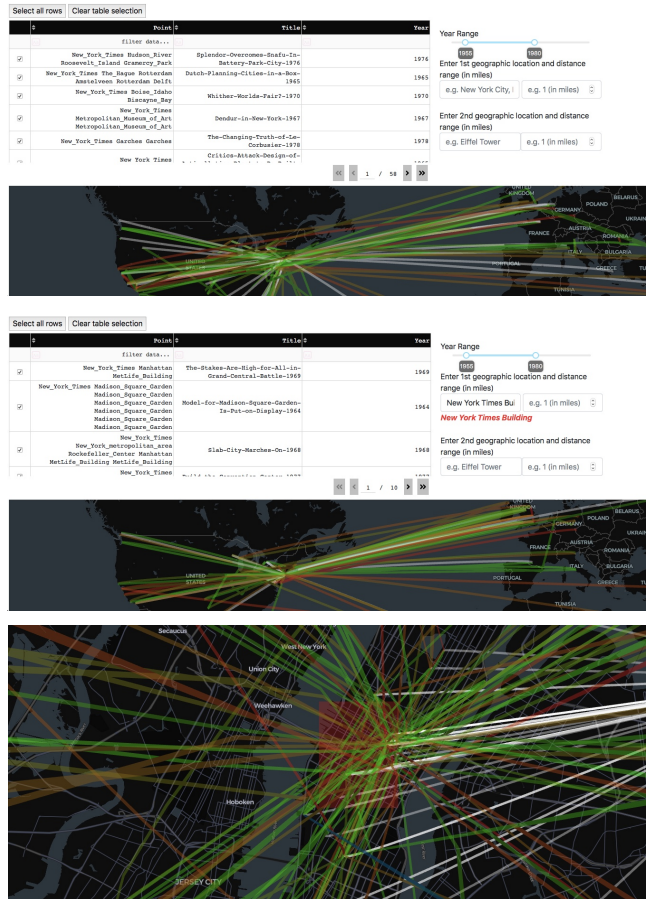 Select all rows Clear table selection
Point Title Year
filter data...
New_York_Times Hudson_River
Roosevelt_Island Gramercy_Park
Splendor-Overcomes-Snafu-In-
Battery-Park-City-1976
1976
New_York_Times The_Hague Rotterdam
Amstelveen Rotterdam Delft
Dutch-Planning-Cities-in-a-Box-
1965
1965
New_York_Times Boise_Idaho
Biscayne_Bay
Whither-Worlds-Fair?-1970
1970
New_York_Times
Metropolitan_Museum_of_Art
Metropolitan_Museum_of_Art
Dendur-in-New-York-1967
1967
New_York_Times Garches Garches
The-Changing-Truth-of-Le-
Corbusier-1978
1978
New York Times
Critics-Attack-Design-of-
1 / 58
Year Range
1955 1980
Enter 1st geographic location and distance
range (in miles)
e.g. New York City, e.g. 1 (in miles)
Enter 2nd geographic location and distance
range (in miles)
e.g. Eiffel Tower e.g. 1 (in miles)
UNITED
KINGDOM
POLAND
BELARUS
GERMANY
UKRAIN
FRANCE
AUSTRIA
ROMANIA
UNITED
STATES
ITALY
BULGARIA
PORTUGAL
GREECE
TU
TUNISIA
Select all rows Clear table selection
Point Title Year
filter data...
New_York_Times Manhattan
MetLife_Building
The-Stakes-Are-High-for-All-in-
Grand-Central-Battle-1969
1969
New_York_Times Madison_Square_Garden
Madison_Square_Garden
Madison_Square_Garden
Madison_Square_Garden
Madison_Square_Garden
Madison_Square_Garden
Model-for-Madison-Square-Garden-
Is-Put-on-Display-1964
1964
New_York_Times
New_York_metropolitan_area
Rockefeller_Center Manhattan
MetLife_Building MetLife_Building
Slab-City-Marches-On-1968
1968
New_York_Times
1 / 10
Year Range
1955 1980
Enter 1st geographic location and distance
range (in miles)
New York Times Bui e.g. 1 (in miles)
New York Times Building
Enter 2nd geographic location and distance
range (in miles)
e.g. Eiffel Tower e.g. 1 (in miles)
UNITED
KINGDOM
BELARUS
POLAND
GERMANY
UKRAIN
AUSTRIA
FRANCE
ROMANIA
ITALY
BULGARIA
UNITED
STATES
PORTUGAL
GREECE
TU
TUNISIA
Secaucus
West New York
Union City
Weehawken
Hoboken
JERSEY CITY